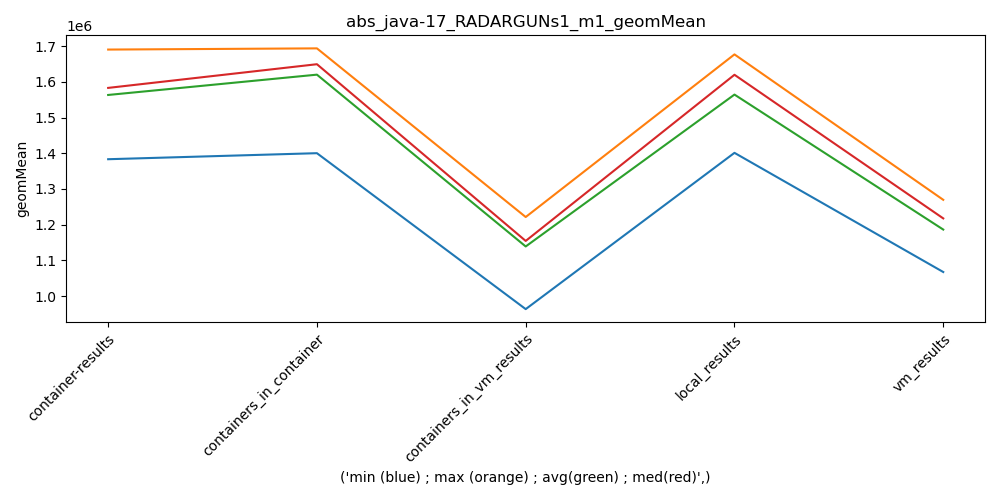 abs_java-17_RADARGUNs1_m1_geomMean
1e6
1.7
1.6
1.5
1.4
1.3
1.2
1.1
1.0
geomMean
container-results
containers_in_container
containers_in_vm_results
local_results
vm_results
('min (blue) ; max (orange) ; avg(green) ; med(red)',)